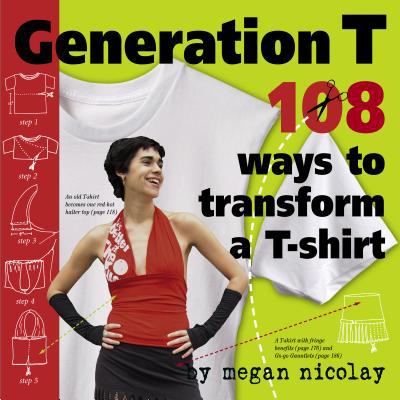 Generation T
108
ways to
transform
a T-shirt
step 1
step 2
step 3
step 4
step 5
An old T-shirt
becomes one red-hot
halter top (page 118)
A T-shirt with fringe
benefits (page 178) and
Go-go Gauntlets (page 186)
by megan nicolay